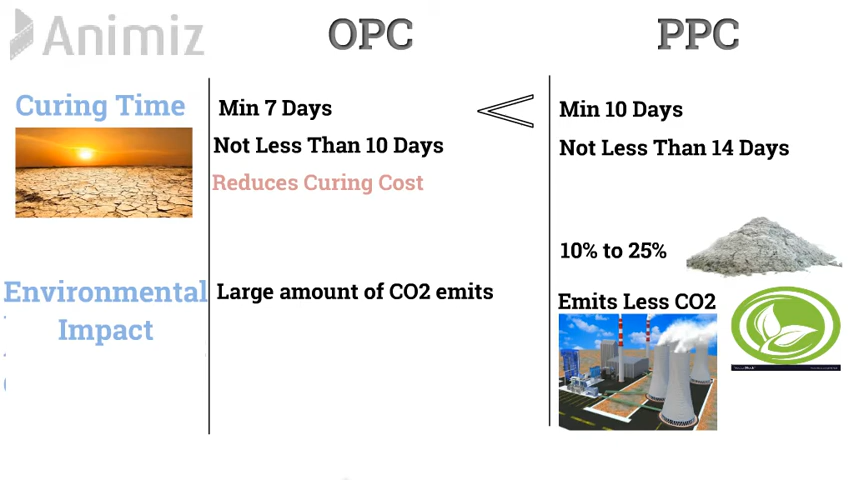 Animiz
OPC
PPC
Curing Time
Min 7 Days
Min 10 Days
Not Less Than 10 Days
Not Less Than 14 Days
Reduces Curing Cost
10% to 25%
Environmental
Impact
Large amount of CO2 emits
Emits Less CO2